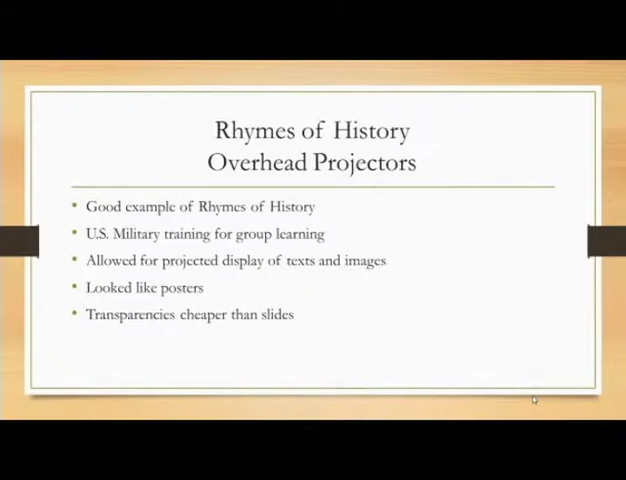 Rhymes of History
Overhead Projectors
• Good example of Rhymes of History
• U.S. Military training for group learning
• Allowed for projected display of texts and images
• Looked like posters
• Transparencies cheaper than slides